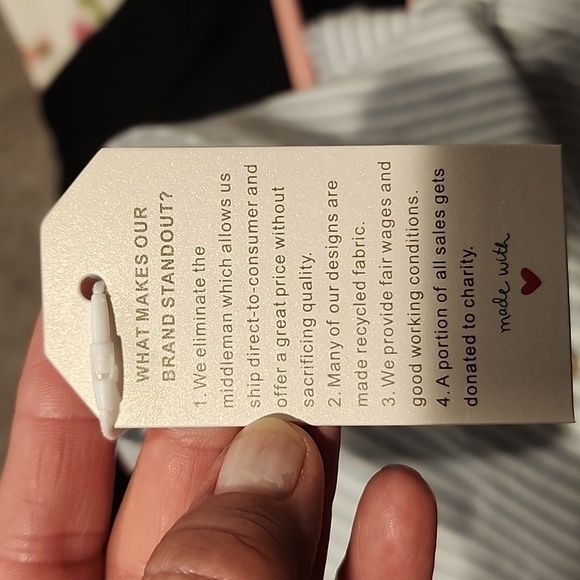 WHAT MAKES OUR
BRAND STANDOUT?
1. We eliminate the
middleman which allows us
ship direct-to-consumer and
offer a great price without
sacrificing quality.
2. Many of our designs are
made recycled fabric.
3. We provide fair wages and
good working conditions.
4. A portion of all sales gets
donated to charity.
made with